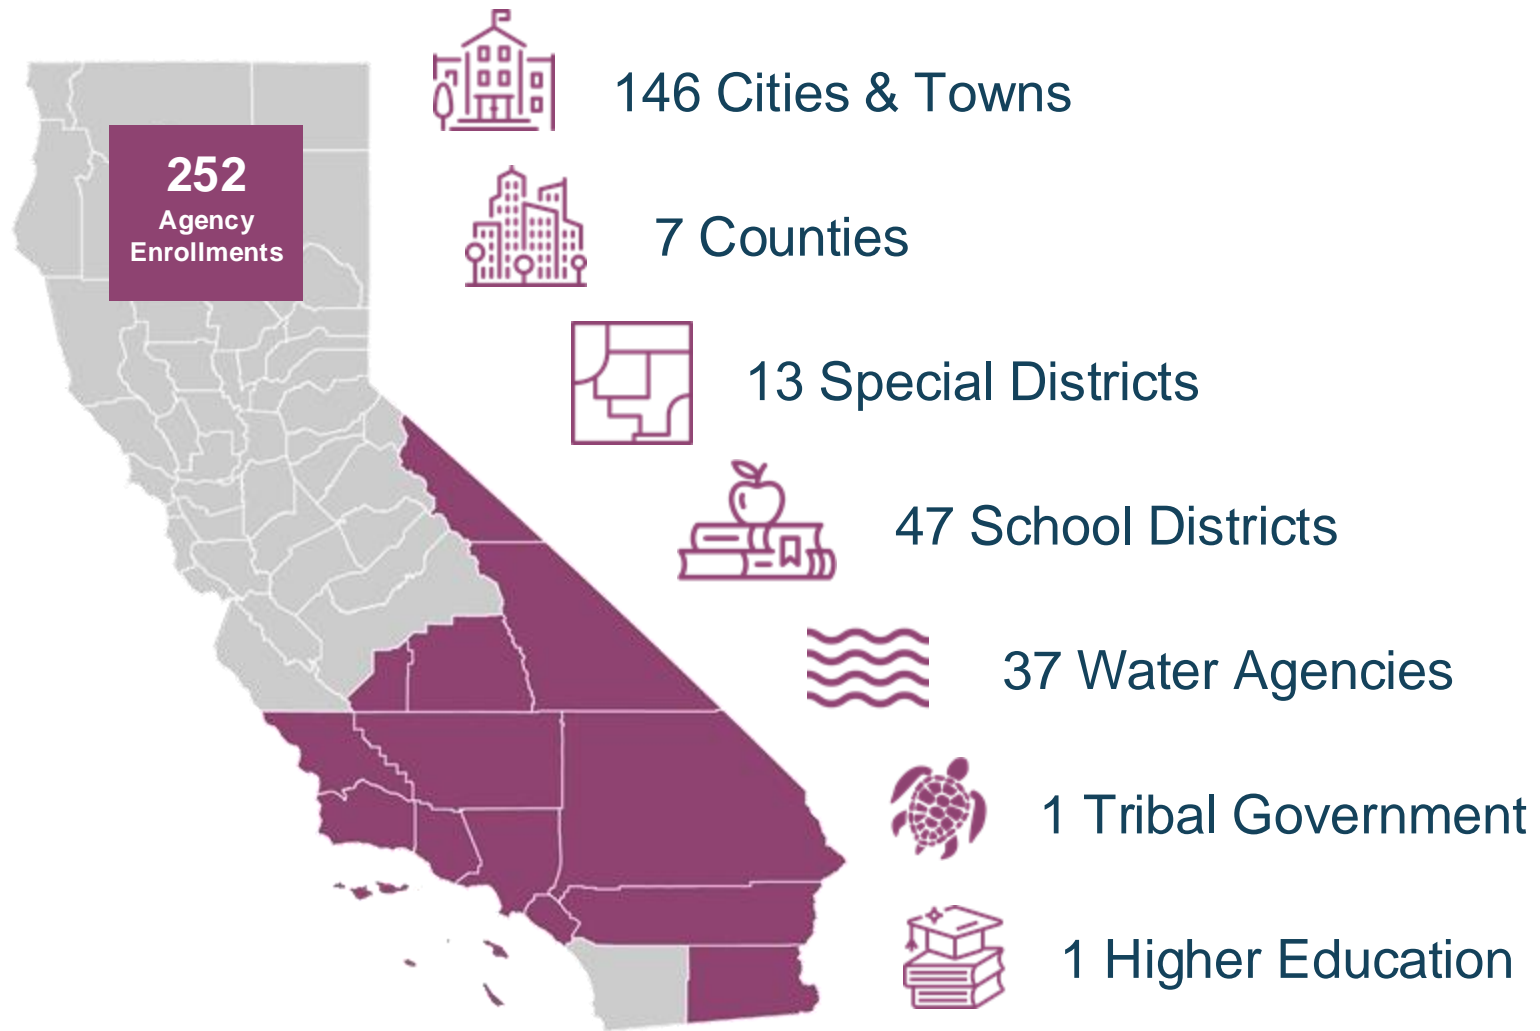 146 Cities & Towns
252
Agency
Enrollments
7 Counties
13 Special Districts
47 School Districts
37 Water Agencies
1 Tribal Government
1 Higher Education